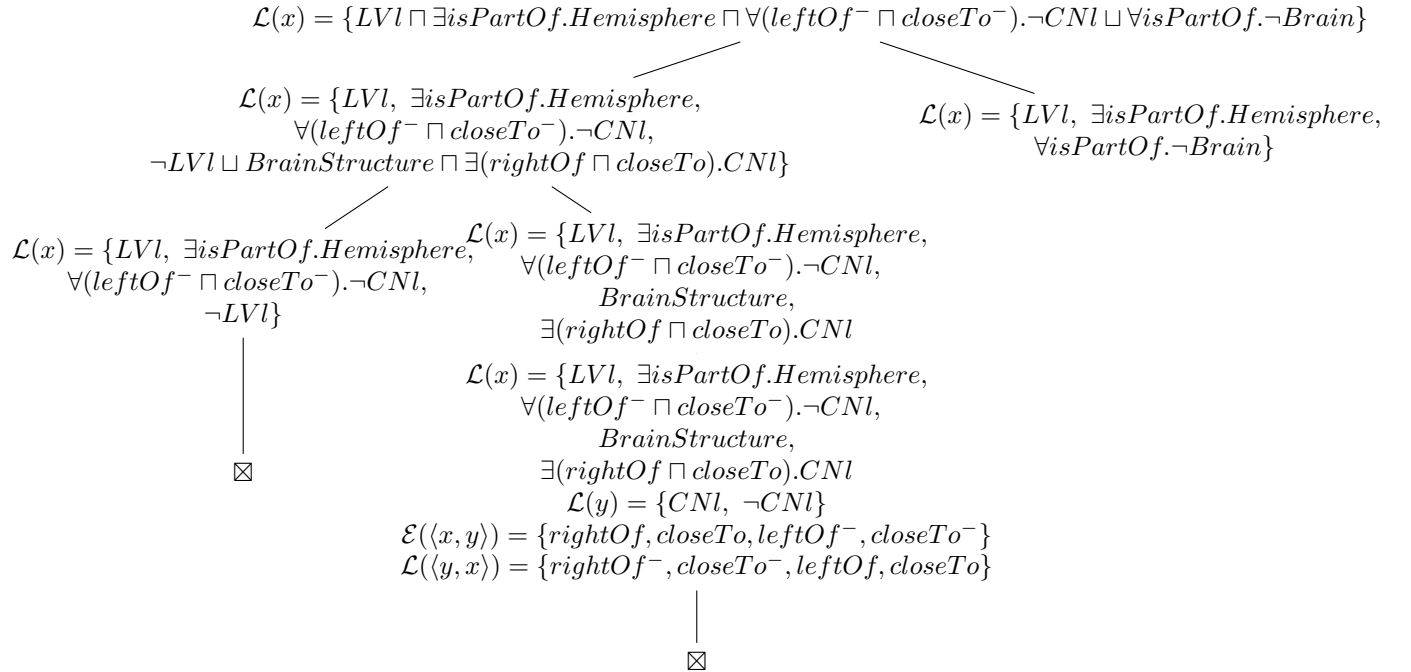 ℒ(x) = {LVl ⊓ ∃isPartOf.Hemisphere ⊓ ∀(leftOf⁻ ⊓ closeTo⁻).¬CNl ⊔ ∀isPartOf.¬Brain}
ℒ(x) = {LVl, ∃isPartOf.Hemisphere,
∀(leftOf⁻ ⊓ closeTo⁻).¬CNl,
¬LVl ⊔ BrainStructure ⊓ ∃(rightOf ⊓ closeTo).CNl}
ℒ(x) = {LVl, ∃isPartOf.Hemisphere,
∀isPartOf.¬Brain}
ℒ(x) = {LVl, ∃isPartOf.Hemisphere,
∀(leftOf⁻ ⊓ closeTo⁻).¬CNl,
¬LVl}
ℒ(x) = {LVl, ∃isPartOf.Hemisphere,
∀(leftOf⁻ ⊓ closeTo⁻).¬CNl,
BrainStructure,
∃(rightOf ⊓ closeTo).CNl
ℒ(x) = {LVl, ∃isPartOf.Hemisphere,
∀(leftOf⁻ ⊓ closeTo⁻).¬CNl,
BrainStructure,
∃(rightOf ⊓ closeTo).CNl
ℒ(y) = {CNl, ¬CNl}
ℰ(⟨x, y⟩) = {rightOf, closeTo, leftOf⁻, closeTo⁻}
ℒ(⟨y, x⟩) = {rightOf⁻, closeTo⁻, leftOf, closeTo}
⊠
⊠